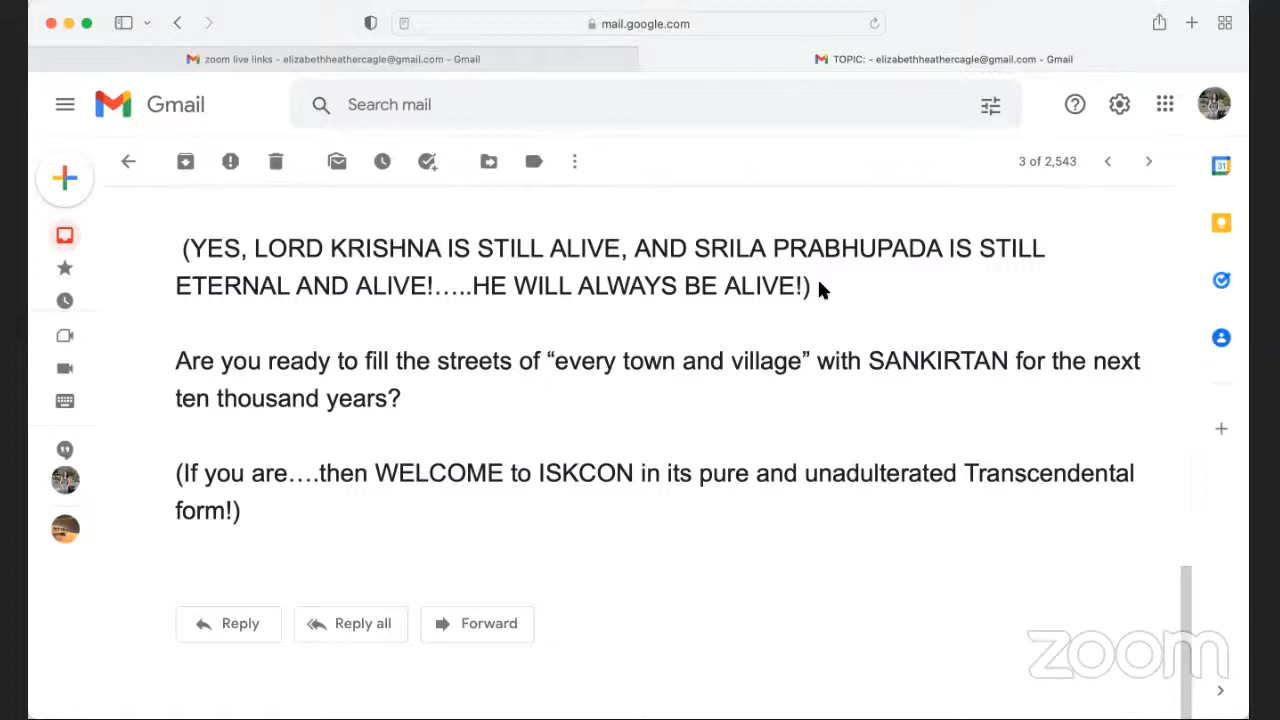 mail.google.com
zoom live links - elizabethheathercagle@gmail.com - Gmail
TOPIC: - elizabethheathercagle@gmail.com - Gmail
Gmail
Search mail
3 of 2,543
31
(YES, LORD KRISHNA IS STILL ALIVE, AND SRILA PRABHUPADA IS STILL
ETERNAL AND ALIVE!.....HE WILL ALWAYS BE ALIVE!)
Are you ready to fill the streets of “every town and village” with SANKIRTAN for the next
ten thousand years?
(If you are….then WELCOME to ISKCON in its pure and unadulterated Transcendental
form!)
Reply
Reply all
Forward
zoom